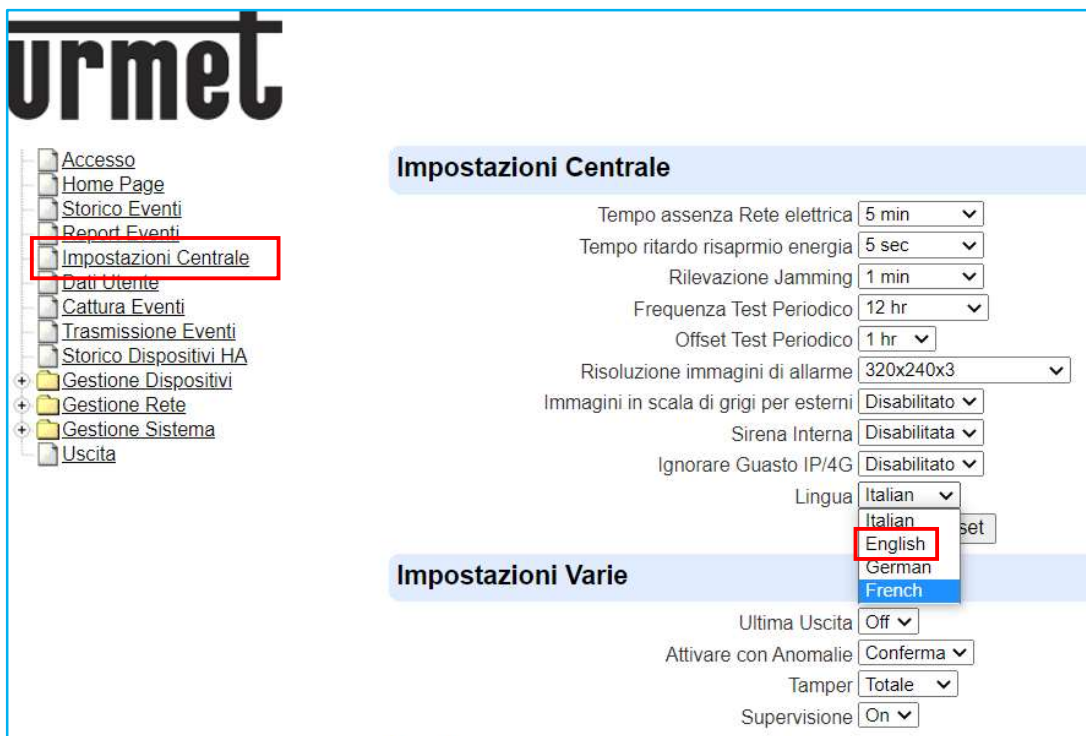 urmet
Accesso
Home Page
Storico Eventi
Report Eventi
Impostazioni Centrale
Dati Utente
Cattura Eventi
Trasmissione Eventi
Storico Dispositivi HA
Gestione Dispositivi
Gestione Rete
Gestione Sistema
Uscita
Impostazioni Centrale
Tempo assenza Rete elettrica 5 min
Tempo ritardo risaprmio energia 5 sec
Rilevazione Jamming 1 min
Frequenza Test Periodico 12 hr
Offset Test Periodico 1 hr
Risoluzione immagini di allarme 320x240x3
Immagini in scala di grigi per esterni Disabilitato
Sirena Interna Disabilitata
Ignorare Guasto IP/4G Disabilitato
Lingua Italian
Italian
set
English
German
French
Impostazioni Varie
Ultima Uscita Off
Attivare con Anomalie Conferma
Tamper Totale
Supervisione On